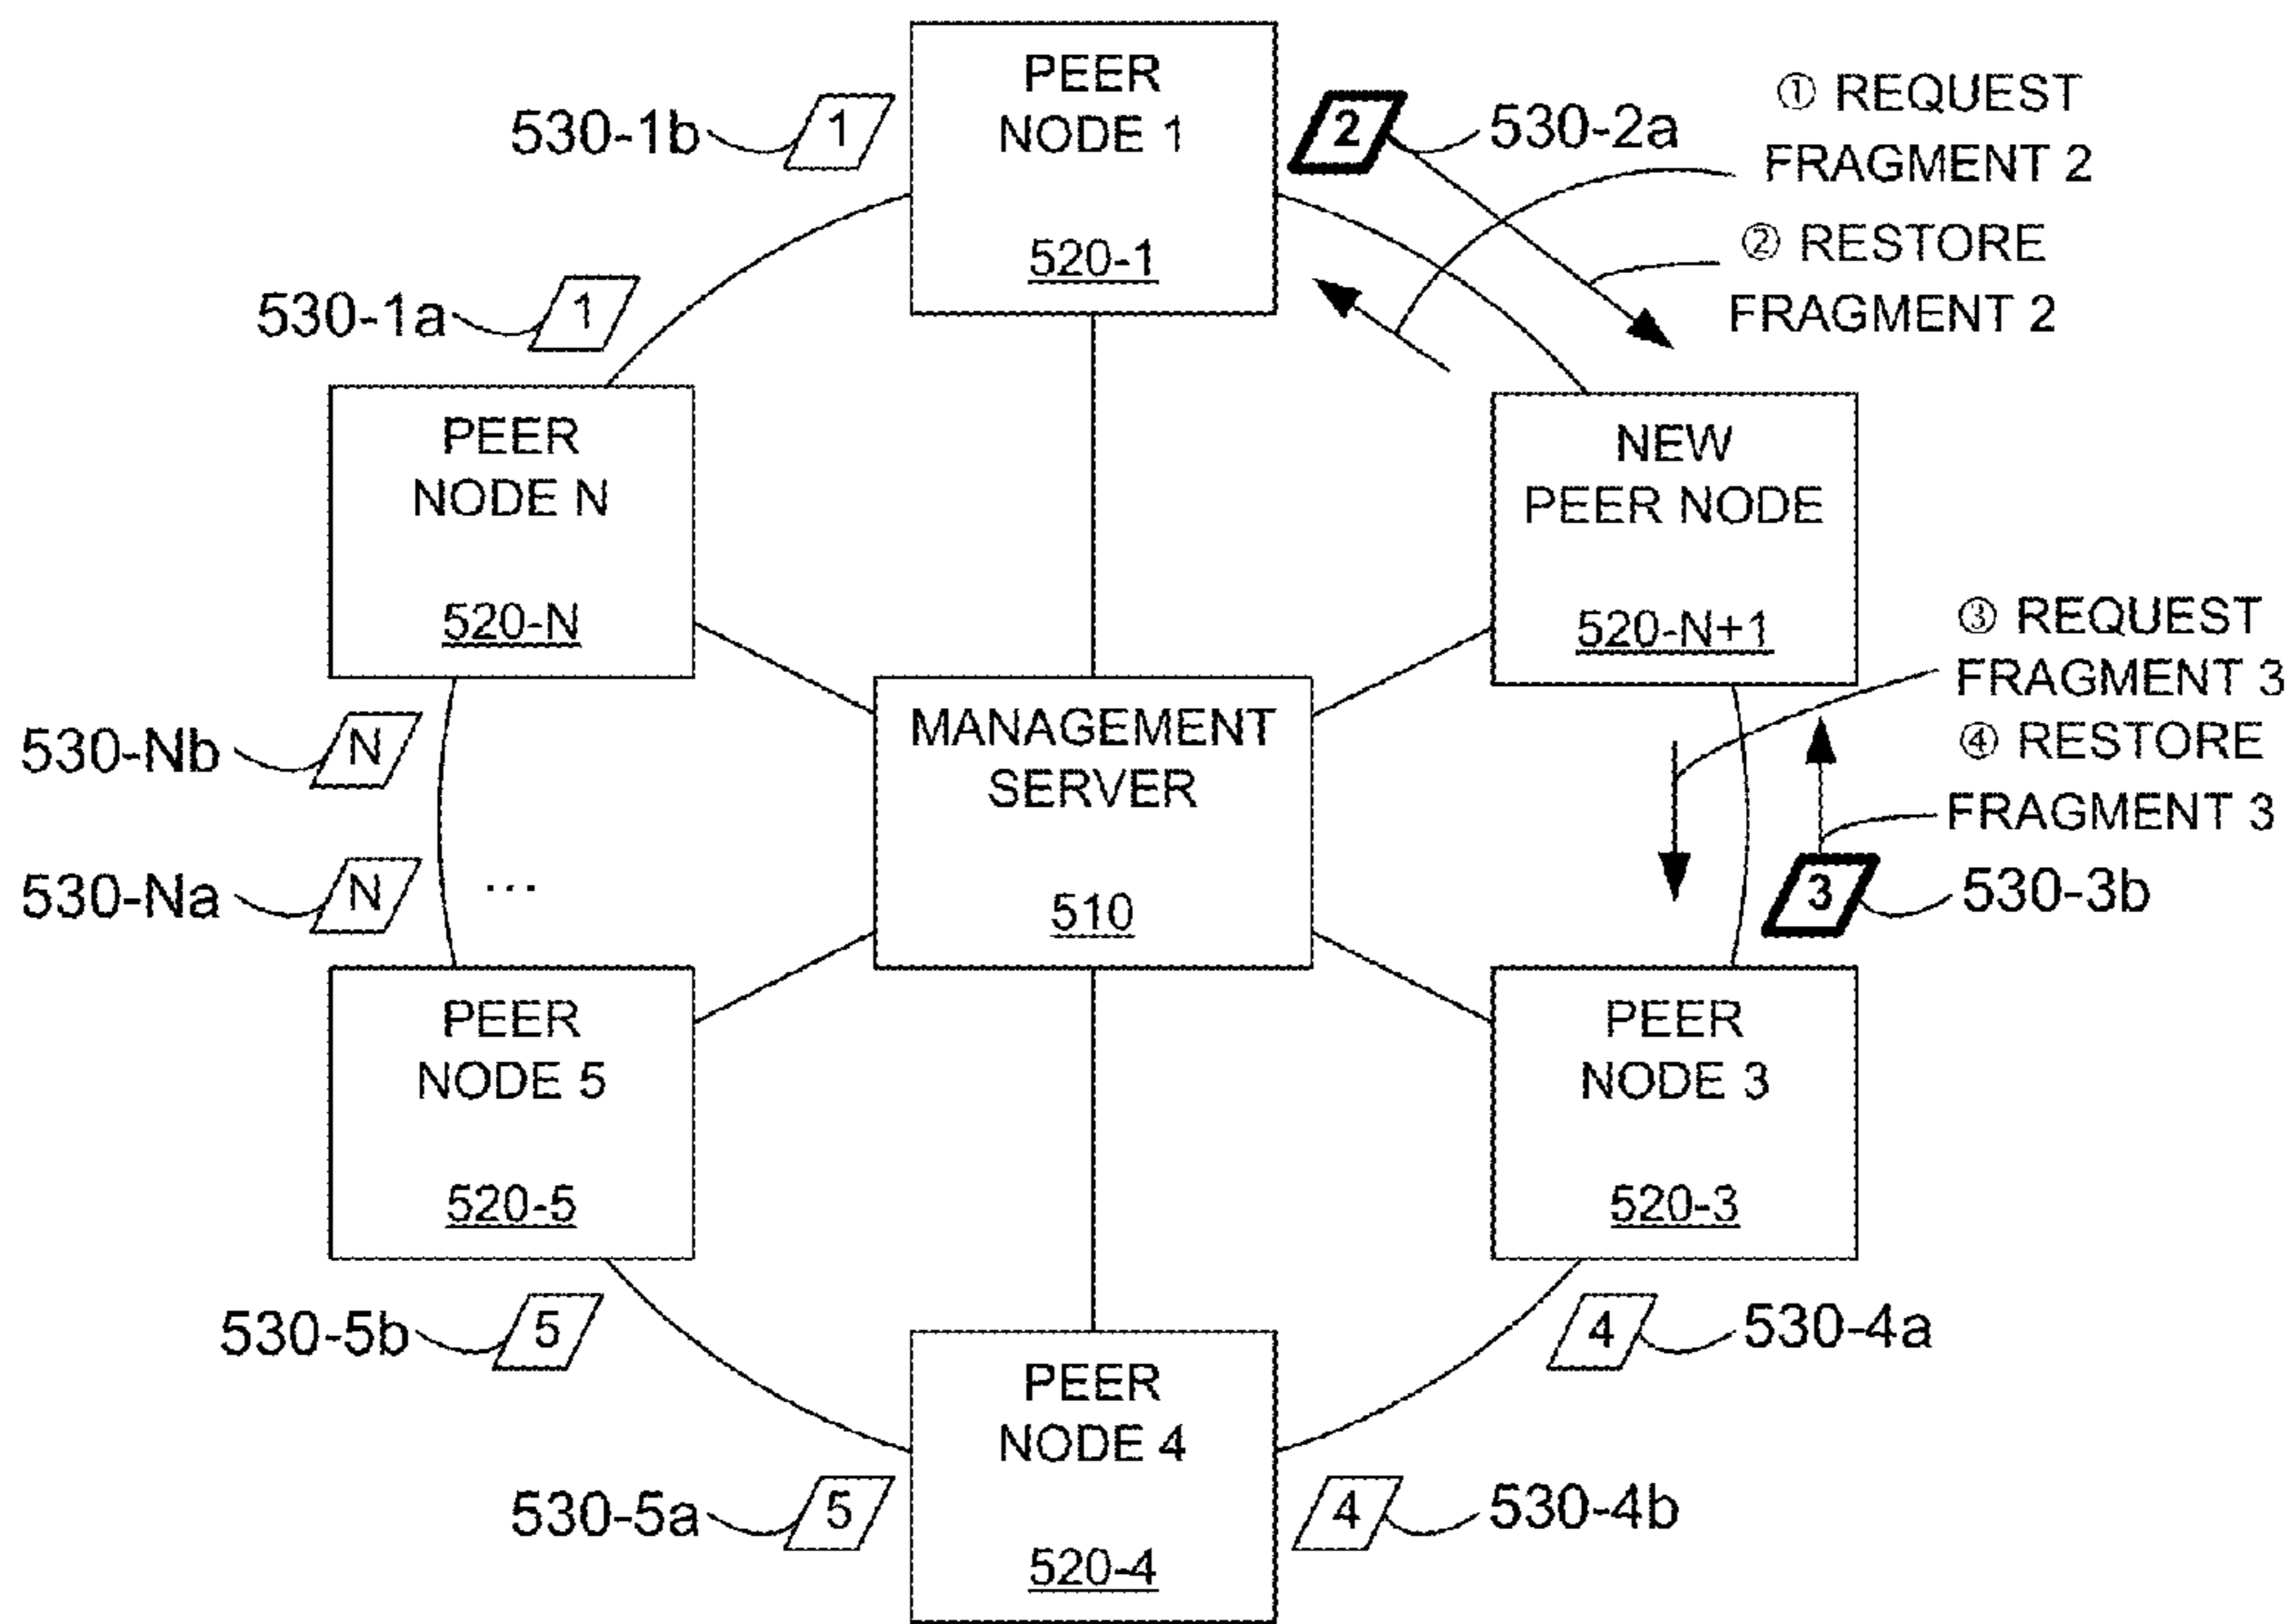 PEER
NODE 1
520-1
530-1b
1
2
530-2a
① REQUEST
FRAGMENT 2
② RESTORE
FRAGMENT 2
530-1a
1
PEER
NODE N
520-N
NEW
PEER NODE
520-N+1
③ REQUEST
FRAGMENT 3
④ RESTORE
FRAGMENT 3
530-Nb
N
MANAGEMENT
SERVER
510
530-Na
N
...
3
530-3b
PEER
NODE 5
520-5
PEER
NODE 3
520-3
530-5b
5
4
530-4a
PEER
NODE 4
520-4
530-5a
5
4
530-4b